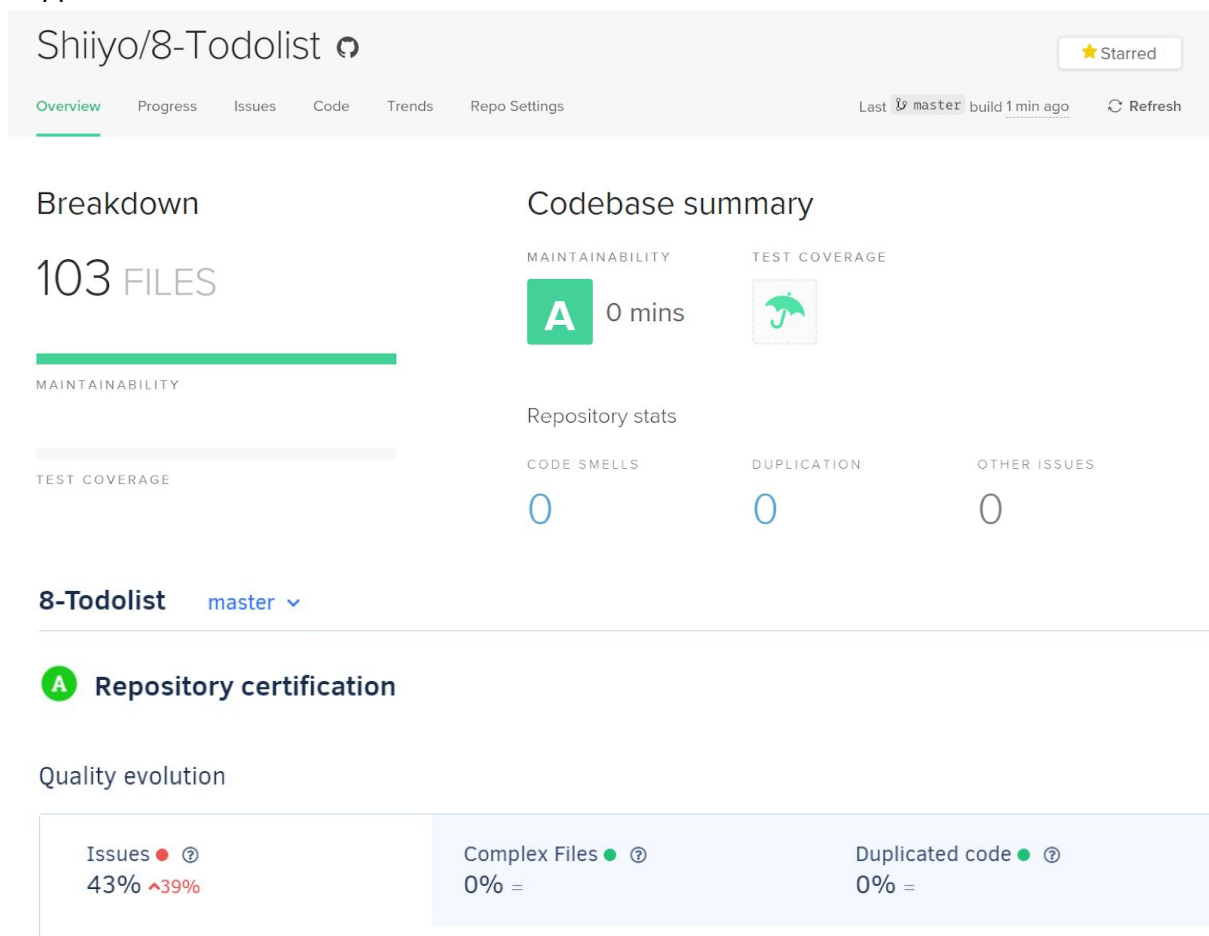 Shiiyo/8-Todolist
Starred
Overview Progress Issues Code Trends Repo Settings Last master build 1 min ago Refresh
Breakdown
Codebase summary
103 FILES
MAINTAINABILITY TEST COVERAGE
A 0 mins
MAINTAINABILITY
Repository stats
TEST COVERAGE
CODE SMELLS DUPLICATION OTHER ISSUES
0 0 0
8-Todolist master
A Repository certification
Quality evolution
Issues ? Complex Files ? Duplicated code ?
43% 39% 0% = 0% =